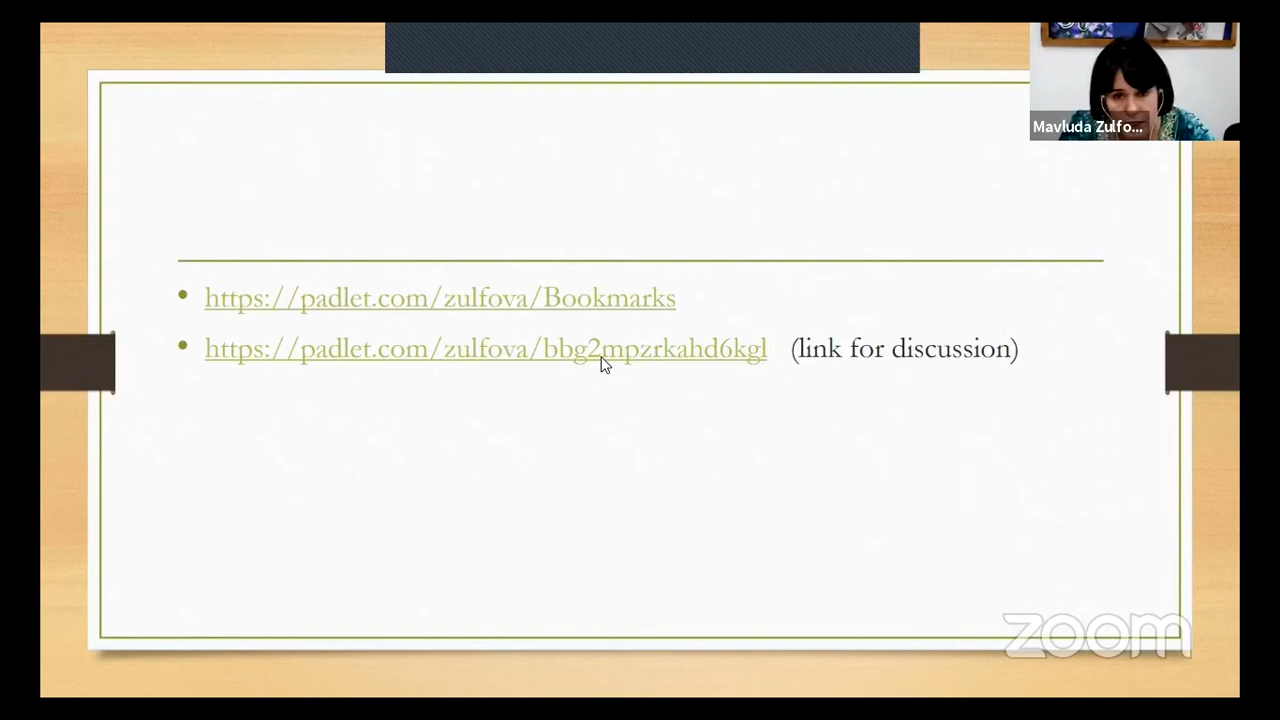 Mavluda Zulfo...
https://padlet.com/zulfova/Bookmarks
https://padlet.com/zulfova/bbg2mpzrkahd6kgl (link for discussion)
zoom